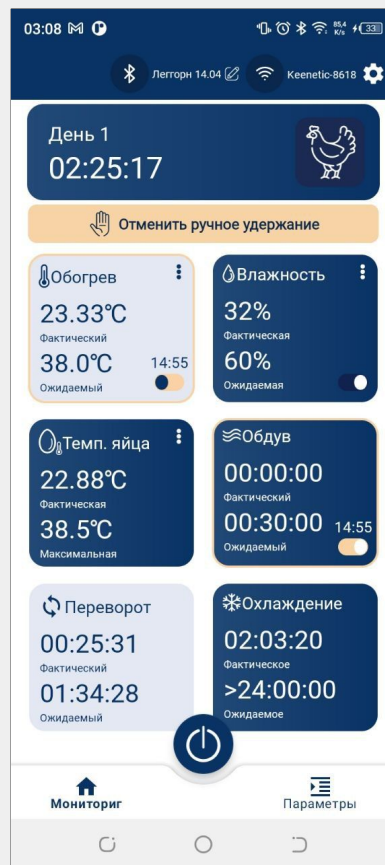 03:08
85,4
K/s
33
Леггорн 14.04
Keenetic-8618
День 1
02:25:17
Отменить ручное удержание
Обогрев
23.33℃
Фактический
38.0℃ 14:55
Ожидаемый
Влажность
32%
Фактическая
60%
Ожидаемая
Темп. яйца
22.88℃
Фактическая
38.5℃
Максимальная
Обдув
00:00:00
Фактический
00:30:00 14:55
Ожидаемый
Переворот
00:25:31
Фактический
01:34:28
Ожидаемый
Охлаждение
02:03:20
Фактическое
>24:00:00
Ожидаемое
Мониториг
Параметры